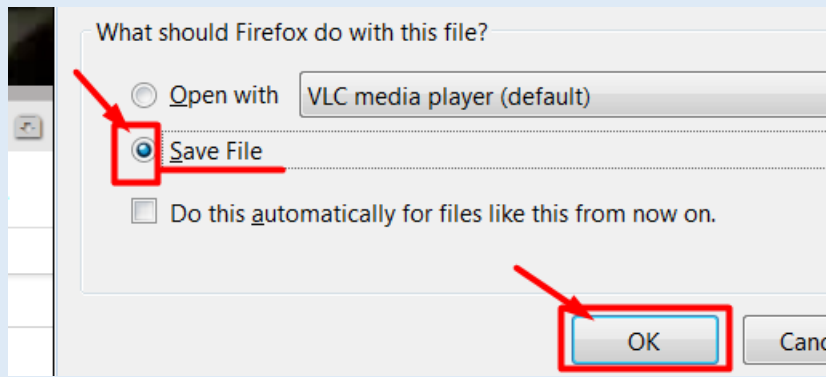 What should Firefox do with this file?
Open with VLC media player (default)
Save File
Do this automatically for files like this from now on.
OK Canc